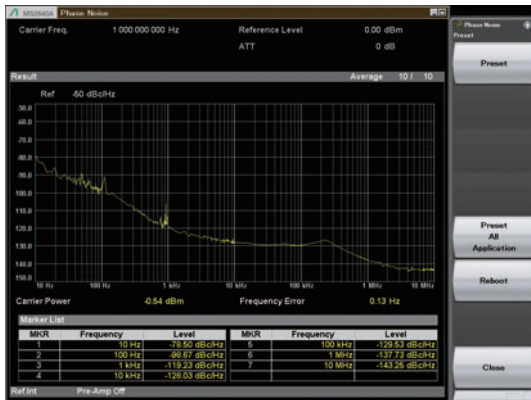 MS2840A Phase Noise
Carrier Freq. 1 000 000 000 Hz Reference Level 0.00 dBm
ATT 0 dB
Result Average 10 / 10
Ref -50 dBc/Hz
-50.0
-70.0
-80.0
-90.0
100.0
110.0
120.0
130.0
140.0
150.0
10 Hz 100 Hz 1 kHz 10 kHz 100 kHz 1 MHz 10 MHz
Carrier Power -0.54 dBm Frequency Error 0.13 Hz
Marker List
MKR Frequency Level MKR Frequency Level
1 10 Hz -78.50 dBc/Hz 5 100 kHz -129.53 dBc/Hz
2 100 Hz -98.67 dBc/Hz 6 1 MHz -137.73 dBc/Hz
3 1 kHz -119.23 dBc/Hz 7 10 MHz -143.25 dBc/Hz
4 10 kHz -128.03 dBc/Hz
Ref.Int Pre-Amp Off
Phase Noise
Preset
Preset
Preset
All
Application
Reboot
Close